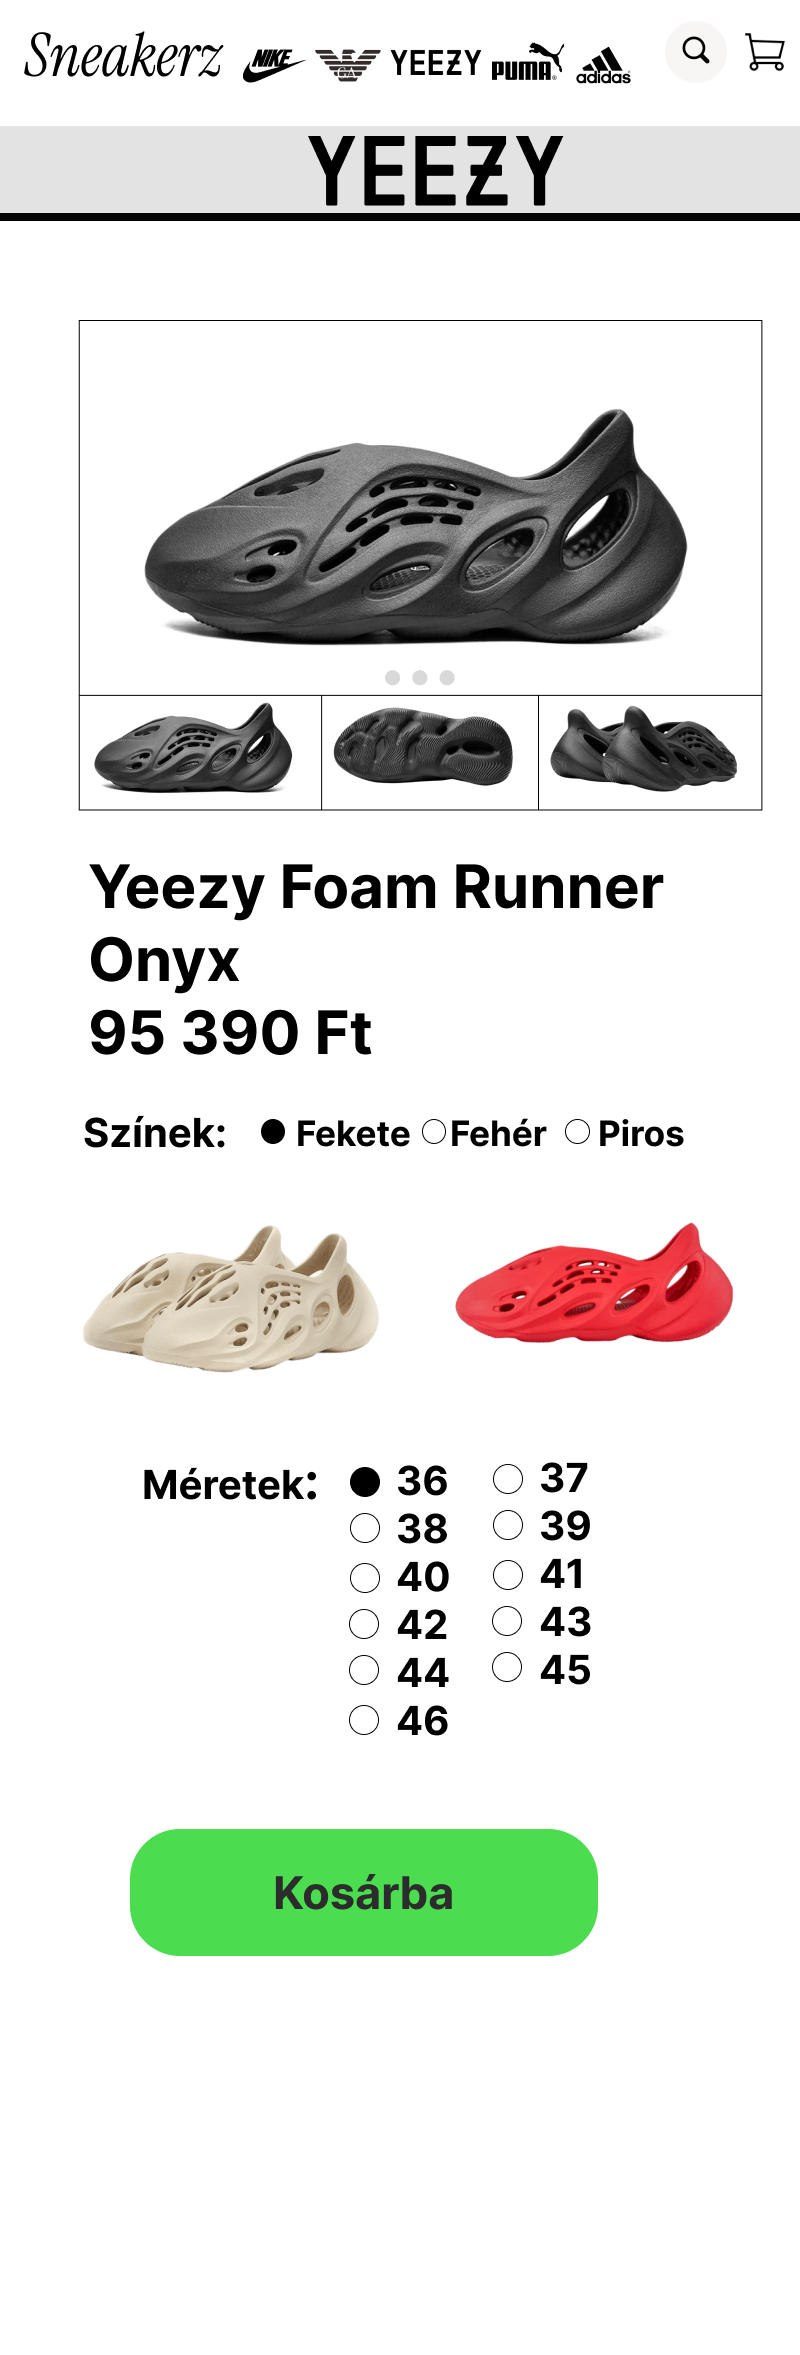 Sneakerz NIKE GA YEEZY PUMA adidas
YEEZY
Yeezy Foam Runner
Onyx
95 390 Ft
Színek: Fekete Fehér Piros
Méretek: 36 37
38 39
40 41
42 43
44 45
46
Kosárba